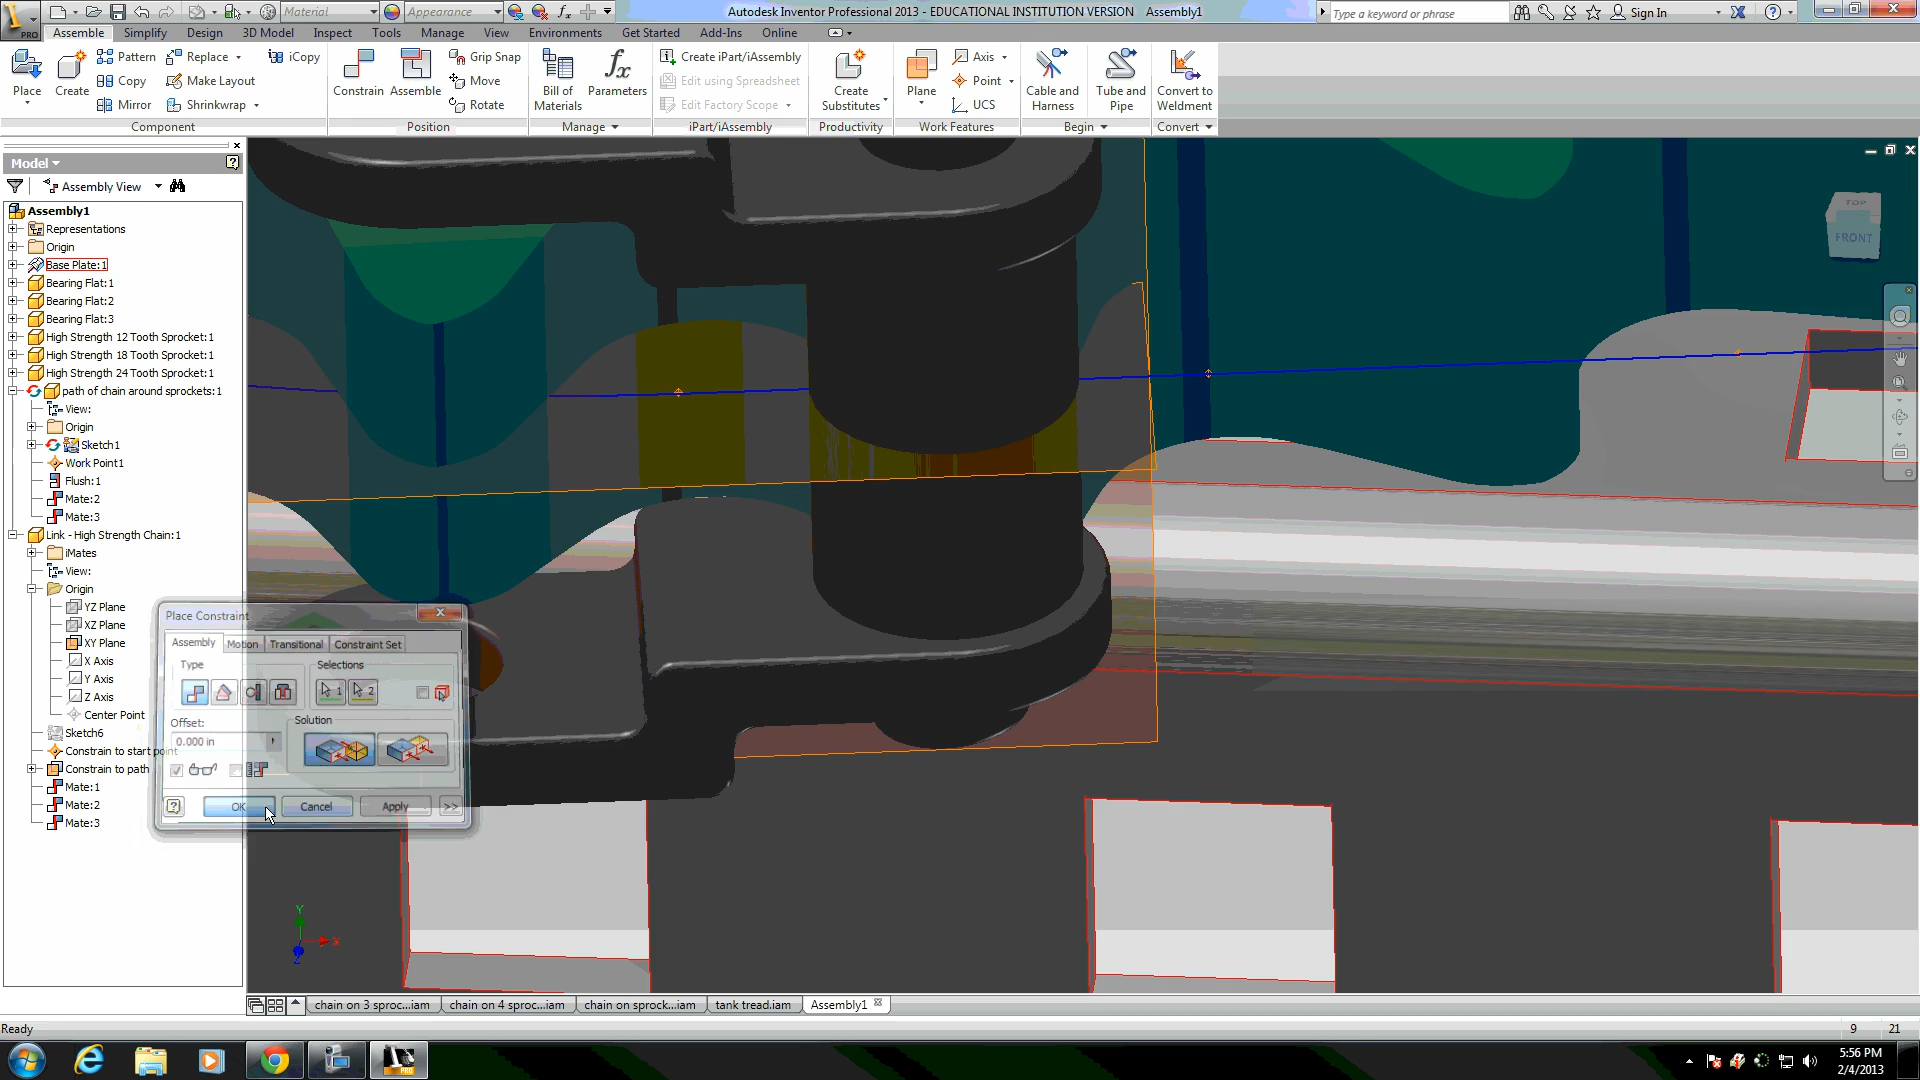 PRO
Material
Appearance
Autodesk Inventor Professional 2013 - EDUCATIONAL INSTITUTION VERSION Assembly1
Type a keyword or phrase
Sign In
Assemble Simplify Design 3D Model Inspect Tools Manage View Environments Get Started Add-Ins Online
Place
Create
Pattern
Copy
Mirror
Replace
Make Layout
Shrinkwrap
iCopy
Component
Constrain
Assemble
Grip Snap
Move
Rotate
Position
Bill of Materials
Parameters
Manage
Create iPart/iAssembly
Edit using Spreadsheet
Edit Factory Scope
iPart/iAssembly
Create Substitutes
Productivity
Plane
Axis
Point
UCS
Work Features
Cable and Harness
Tube and Pipe
Begin
Convert to Weldment
Convert
Model
Assembly View
Assembly1
Representations
Origin
Base Plate:1
Bearing Flat:1
Bearing Flat:2
Bearing Flat:3
High Strength 12 Tooth Sprocket:1
High Strength 18 Tooth Sprocket:1
High Strength 24 Tooth Sprocket:1
path of chain around sprockets:1
View:
Origin
Sketch1
Work Point1
Flush:1
Mate:2
Mate:3
Link - High Strength Chain:1
iMates
View:
Origin
YZ Plane
XZ Plane
XY Plane
X Axis
Y Axis
Z Axis
Center Point
Sketch6
Constrain to start point
Constrain to path
Mate:1
Mate:2
Mate:3
TOP
FRONT
Place Constraint
Assembly Motion Transitional Constraint Set
Type
Selections
1 2
Offset:
0.000 in
Solution
OK Cancel Apply >>
Y
X
Z
chain on 3 sproc...iam chain on 4 sproc...iam chain on sprock...iam tank tread.iam Assembly1
Ready
9 21
PRO
5:56 PM
2/4/2013